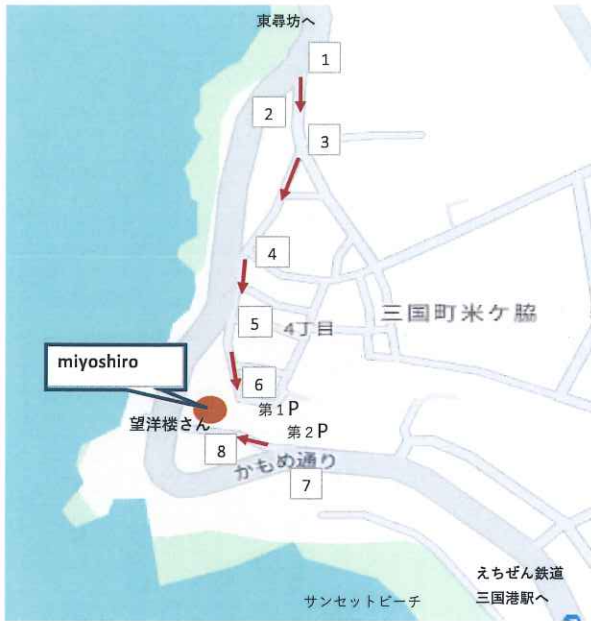 東尋坊へ
1
2
3
4
三国町米ケ脇
5
4丁目
miyoshiro
6
第1P
望洋楼さん
第2P
8
かもめ通り
7
えちぜん鉄道
三国港駅へ
サンセットビーチ